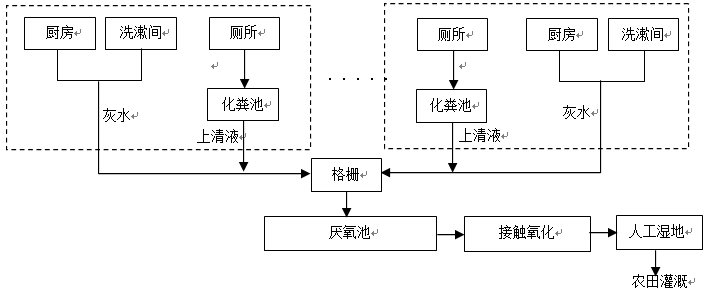 厨房 洗漱间 厕所 厕所 厨房 洗漱间
化粪池 化粪池
灰水 灰水
上清液 上清液
格栅
厌氧池 接触氧化 人工湿地
农田灌溉